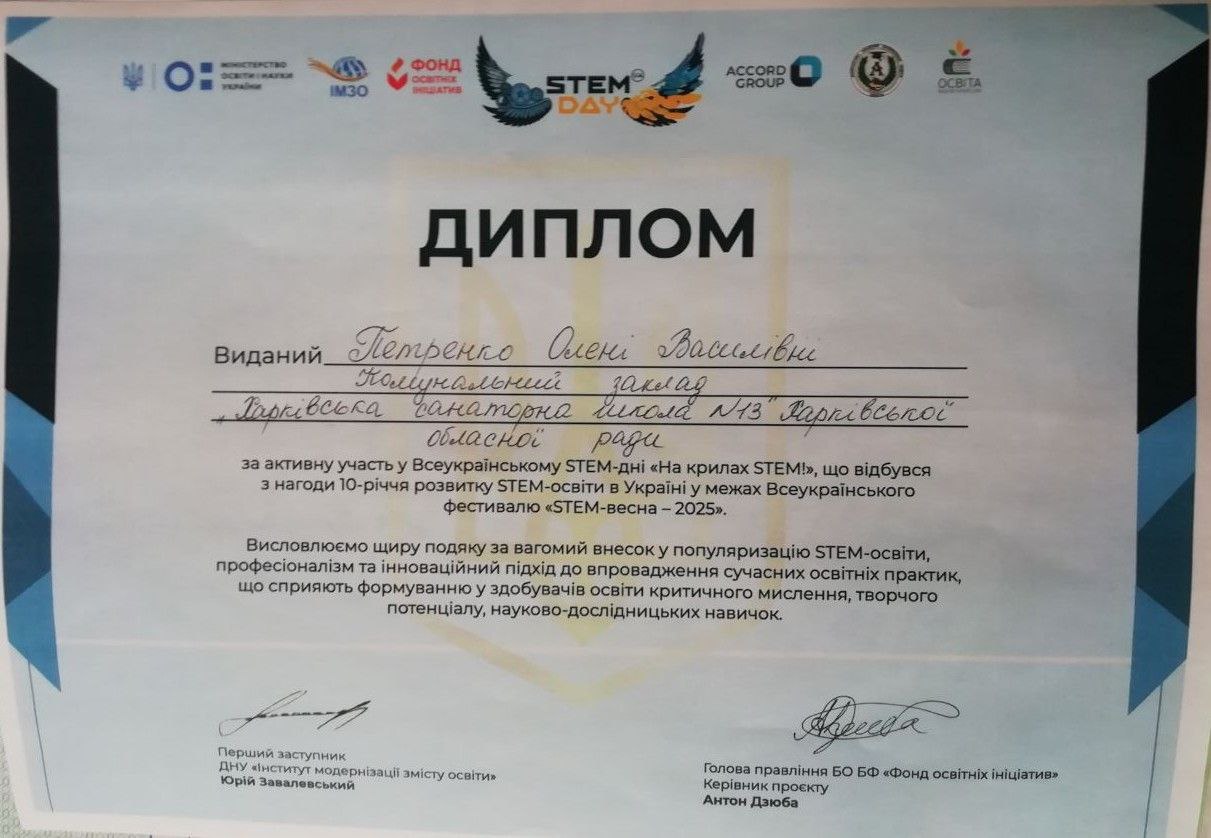 МІНІСТЕРСТВО
ОСВІТИ І НАУКИ
УКРАЇНИ
ІМЗО
ФОНД
ОСВІТНІХ
ІНІЦІАТИВ
STEM UA
DAY
ACCORD
GROUP
ОСВІТА
ДИПЛОМ
Виданий Петренко Олені Василівні
Комунальний заклад
„Харківська санаторна школа №13" Харківської
обласної ради
за активну участь у Всеукраїнському STEM-дні «На крилах STEM!», що відбувся
з нагоди 10-річчя розвитку STEM-освіти в Україні у межах Всеукраїнського
фестивалю «STEM-весна – 2025».
Висловлюємо щиру подяку за вагомий внесок у популяризацію STEM-освіти,
професіоналізм та інноваційний підхід до впровадження сучасних освітніх практик,
що сприяють формуванню у здобувачів освіти критичного мислення, творчого
потенціалу, науково-дослідницьких навичок.
Перший заступник
ДНУ «Інститут модернізації змісту освіти»
Юрій Завалевський
Голова правління БО БФ «Фонд освітніх ініціатив»
Керівник проєкту
Антон Дзюба